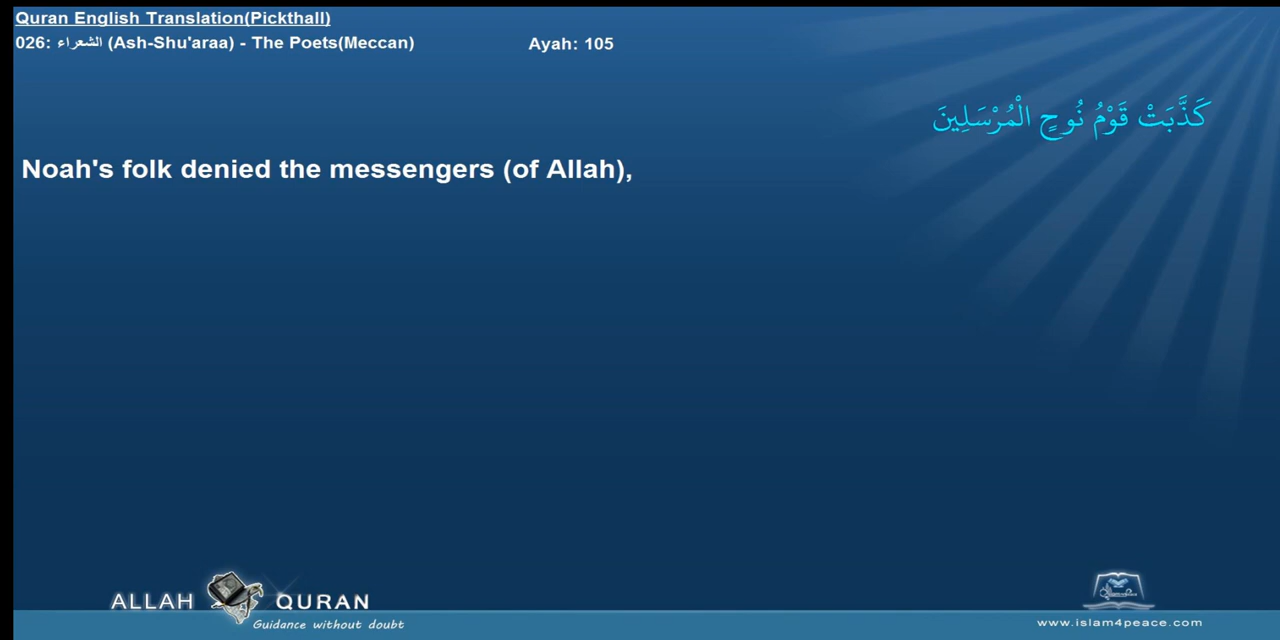 Quran English Translation(Pickthall)
026: الشعراء (Ash-Shu'araa) - The Poets(Meccan) Ayah: 105
كَذَّبَتْ قَوْمُ نُوحٍ الْمُرْسَلِينَ
Noah's folk denied the messengers (of Allah),
ALLAH QURAN
Guidance without doubt
www.islam4peace.com